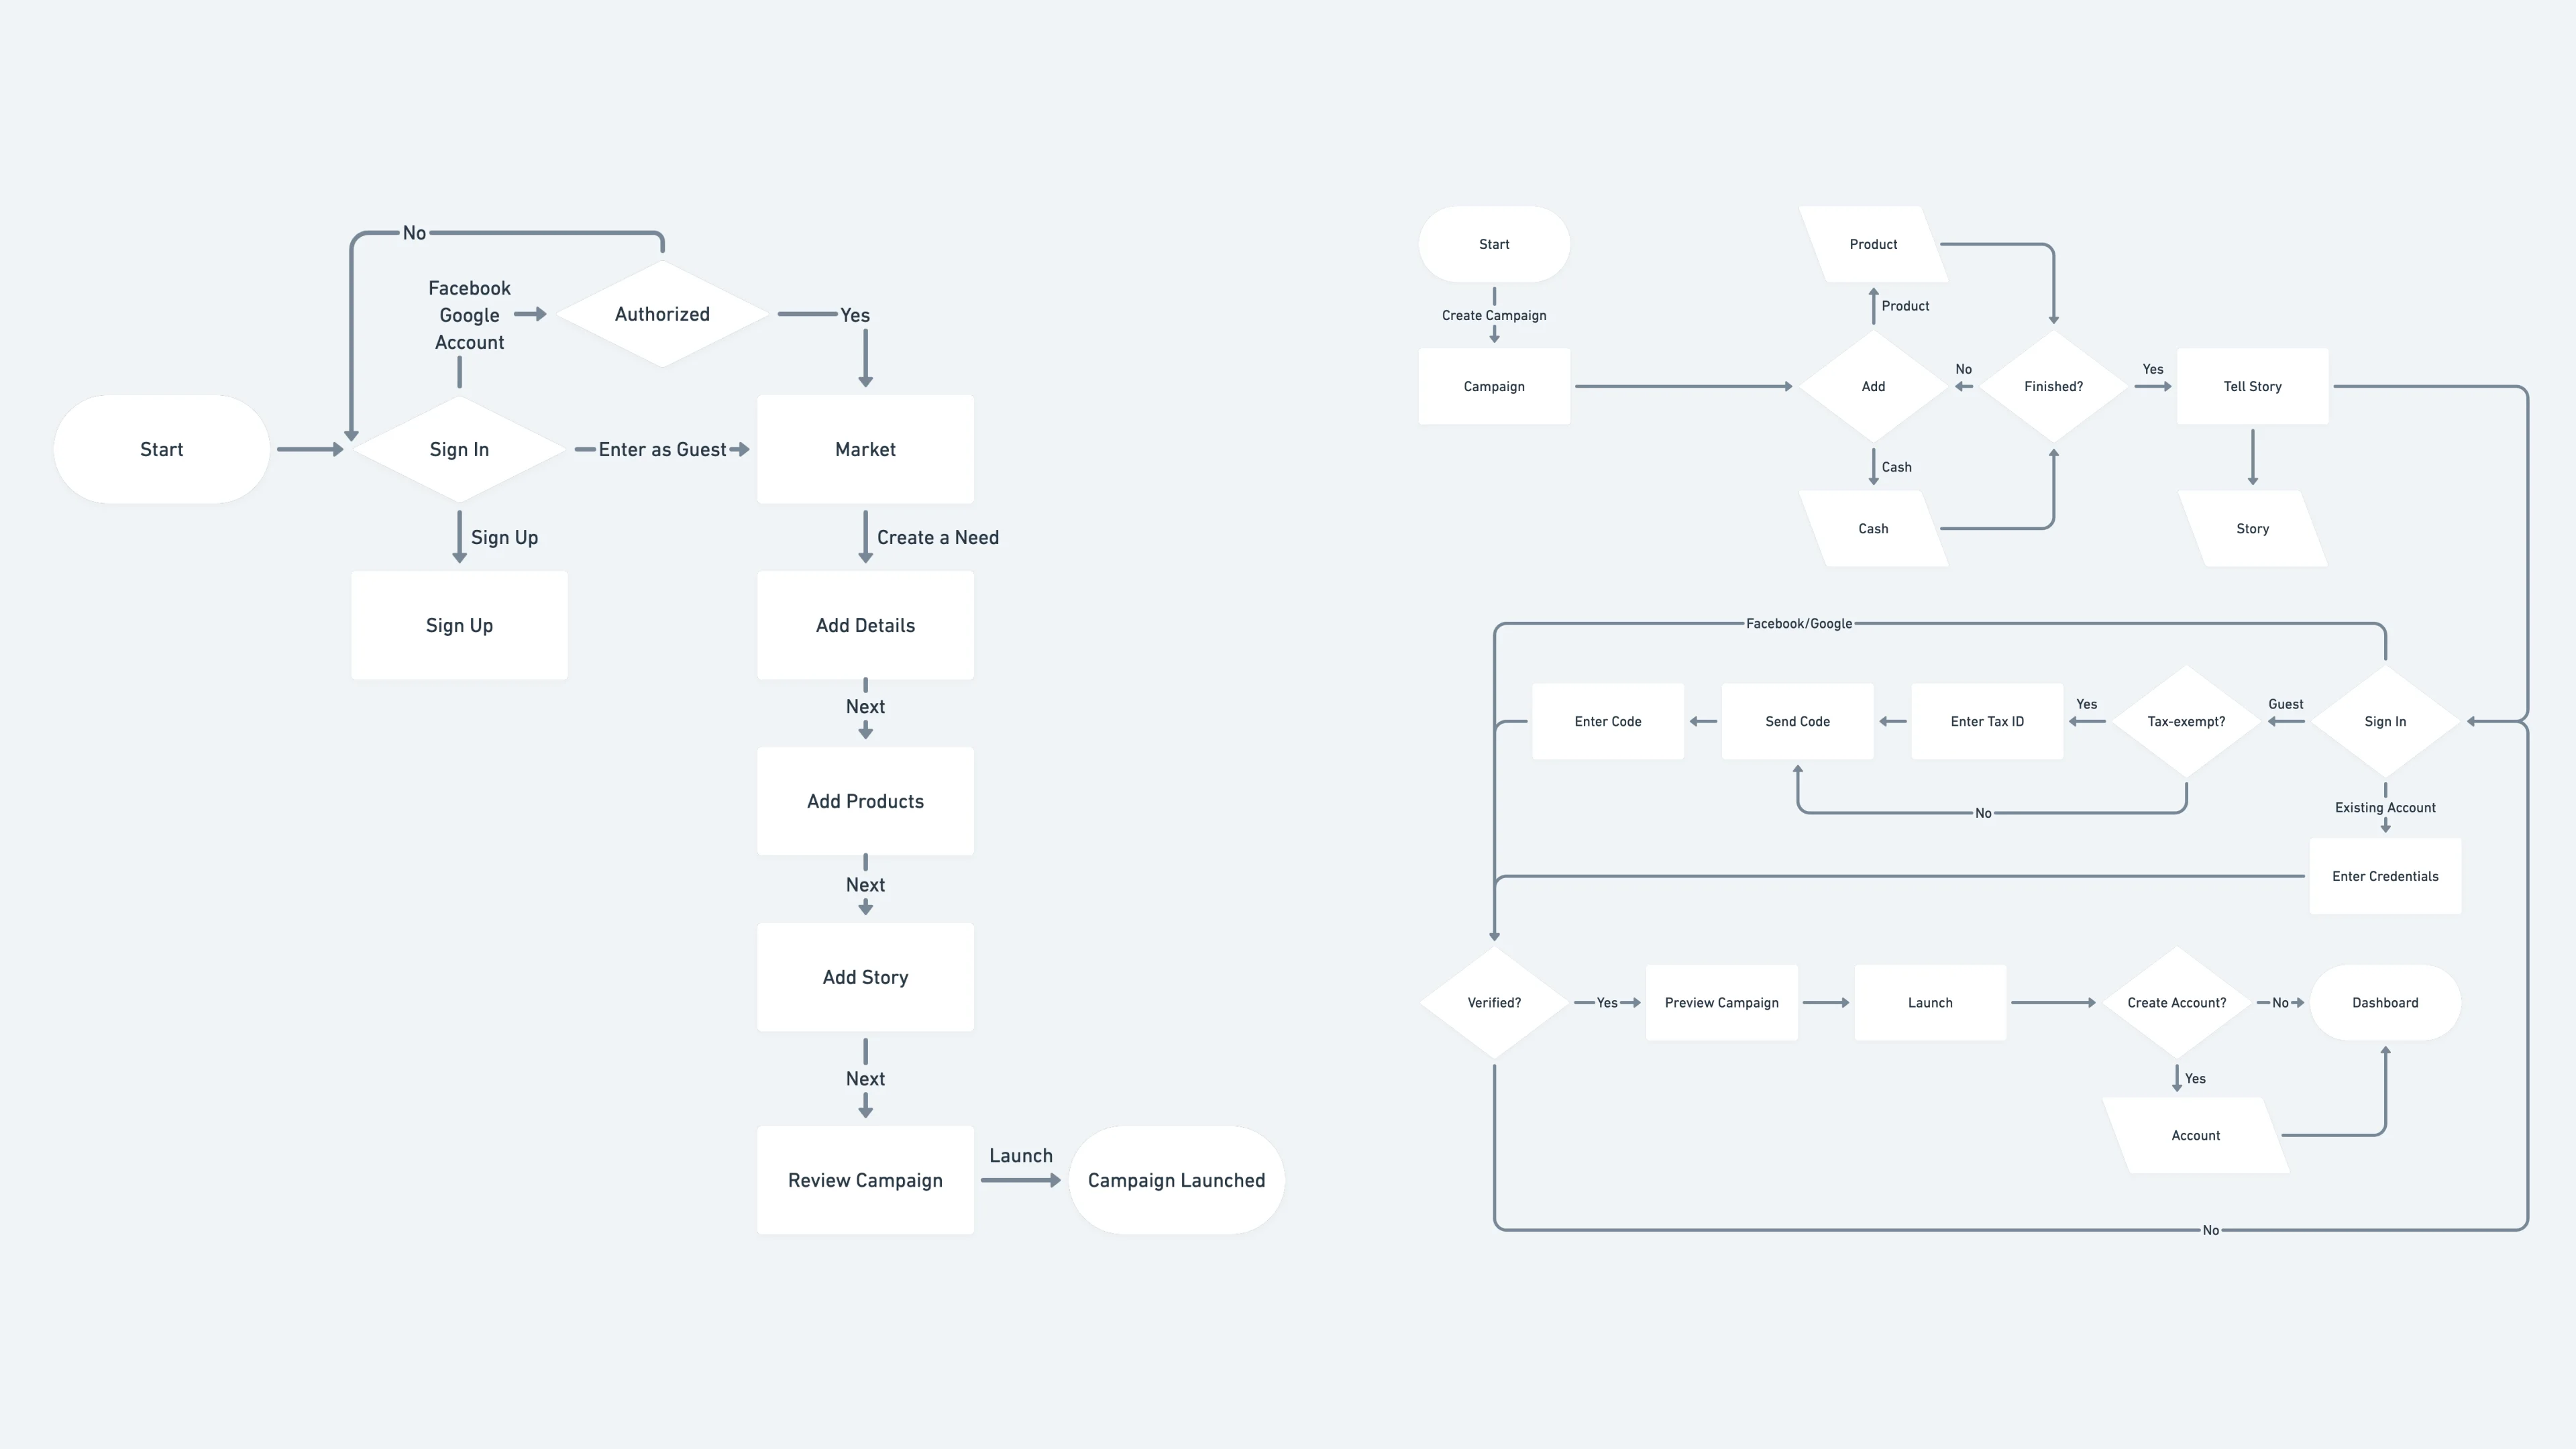 No
Facebook
Google
Account
Authorized
Yes
Start
Sign In
Enter as Guest
Market
Sign Up
Create a Need
Sign Up
Add Details
Next
Add Products
Next
Add Story
Next
Review Campaign
Launch
Campaign Launched
Start
Create Campaign
Campaign
Product
Product
Add
No
Finished?
Yes
Tell Story
Cash
Cash
Story
Facebook/Google
Enter Code
Send Code
Enter Tax ID
Yes
Tax-exempt?
Guest
Sign In
No
Existing Account
Enter Credentials
Verified?
Yes
Preview Campaign
Launch
Create Account?
No
Dashboard
Yes
Account
No